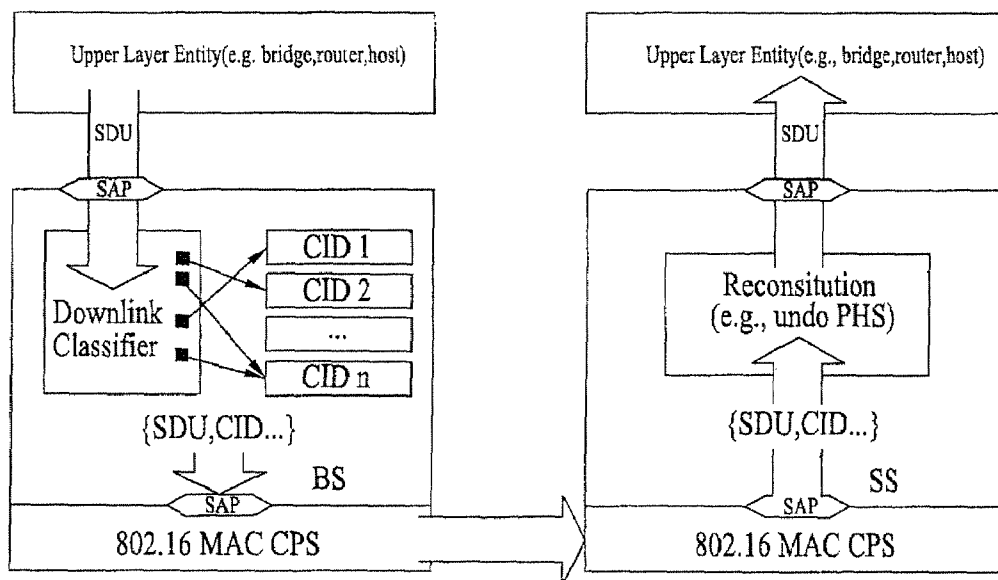 Upper Layer Entity(e.g. bridge,router,host)
SDU
SAP
Downlink
Classifier
CID 1
CID 2
...
CID n
{SDU,CID...}
BS
SAP
802.16 MAC CPS
Upper Layer Entity(e.g., bridge,router,host)
SDU
SAP
Reconsitution
(e.g., undo PHS)
{SDU,CID...}
SS
SAP
802.16 MAC CPS